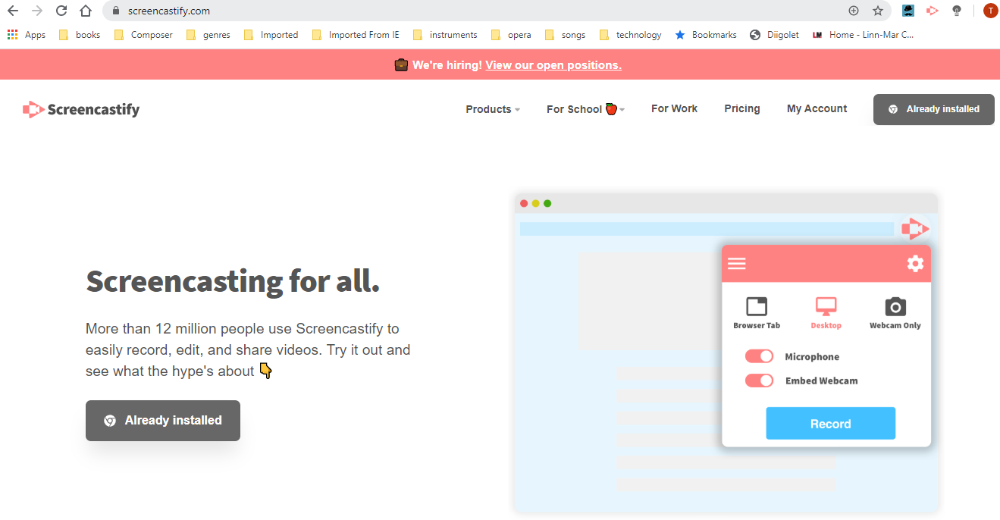 screencastify.com
T
Apps books Composer genres Imported Imported From IE instruments opera songs technology Bookmarks Diigolet LM Home - Linn-Mar C...
We're hiring! View our open positions.
Screencastify Products For School For Work Pricing My Account Already installed
Screencasting for all.
More than 12 million people use Screencastify to
easily record, edit, and share videos. Try it out and
see what the hype's about
Already installed
Browser Tab Desktop Webcam Only
Microphone
Embed Webcam
Record